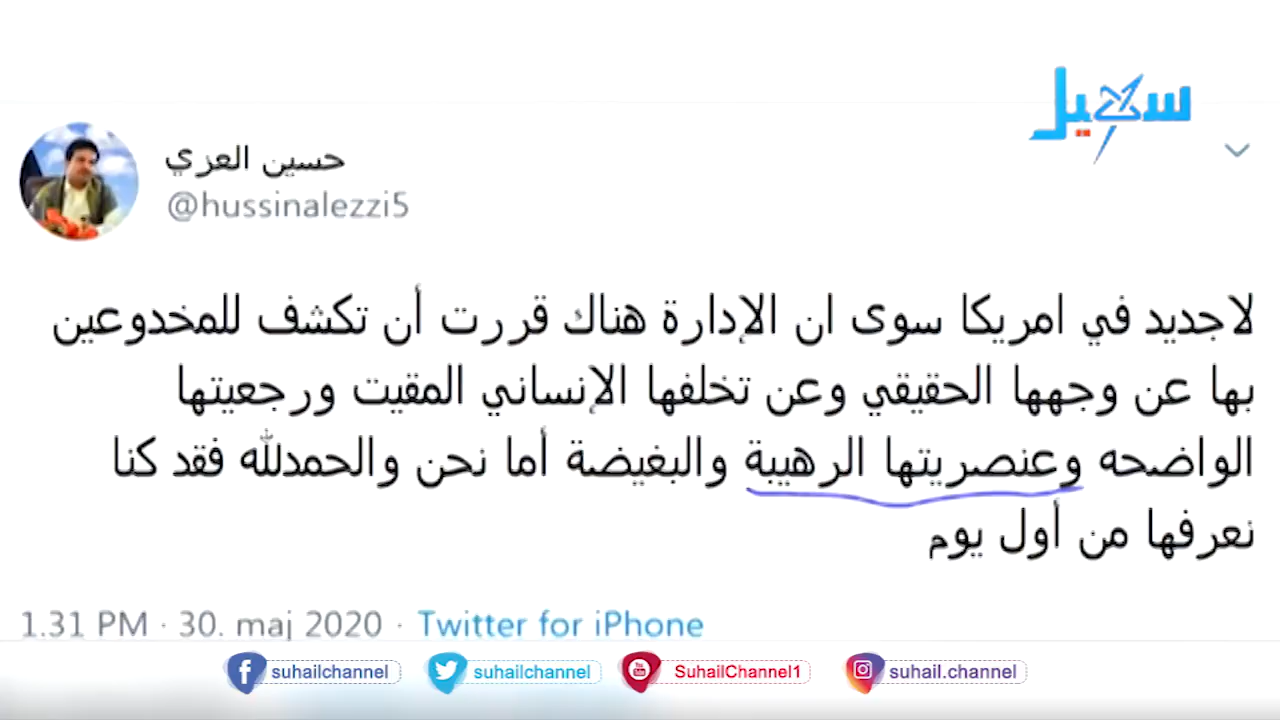 سهيل
حسين العزي
@hussinalezzi5
لاجديد في امريكا سوى ان الإدارة هناك قررت أن تكشف للمخدوعين
بها عن وجهها الحقيقي وعن تخلفها الإنساني المقيت ورجعيتها
الواضحه وعنصريتها الرهيبة والبغيضة أما نحن والحمدلله فقد كنا
نعرفها من أول يوم
1.31 PM · 30. maj 2020 · Twitter for iPhone
suhailchannel suhailchannel SuhailChannel1 suhail.channel